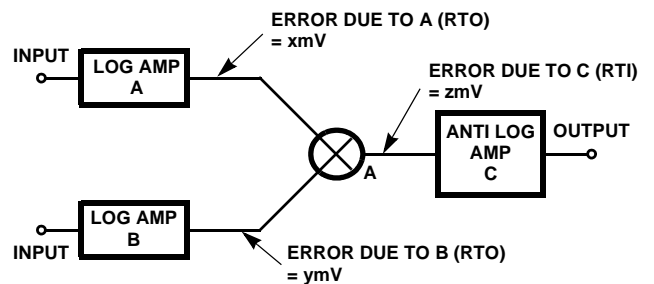 ERROR DUE TO A (RTO)
= xmV
INPUT
LOG AMP
A
ERROR DUE TO C (RTI)
= zmV
ANTI LOG
AMP
C
OUTPUT
A
LOG AMP
B
INPUT
ERROR DUE TO B (RTO)
= ymV